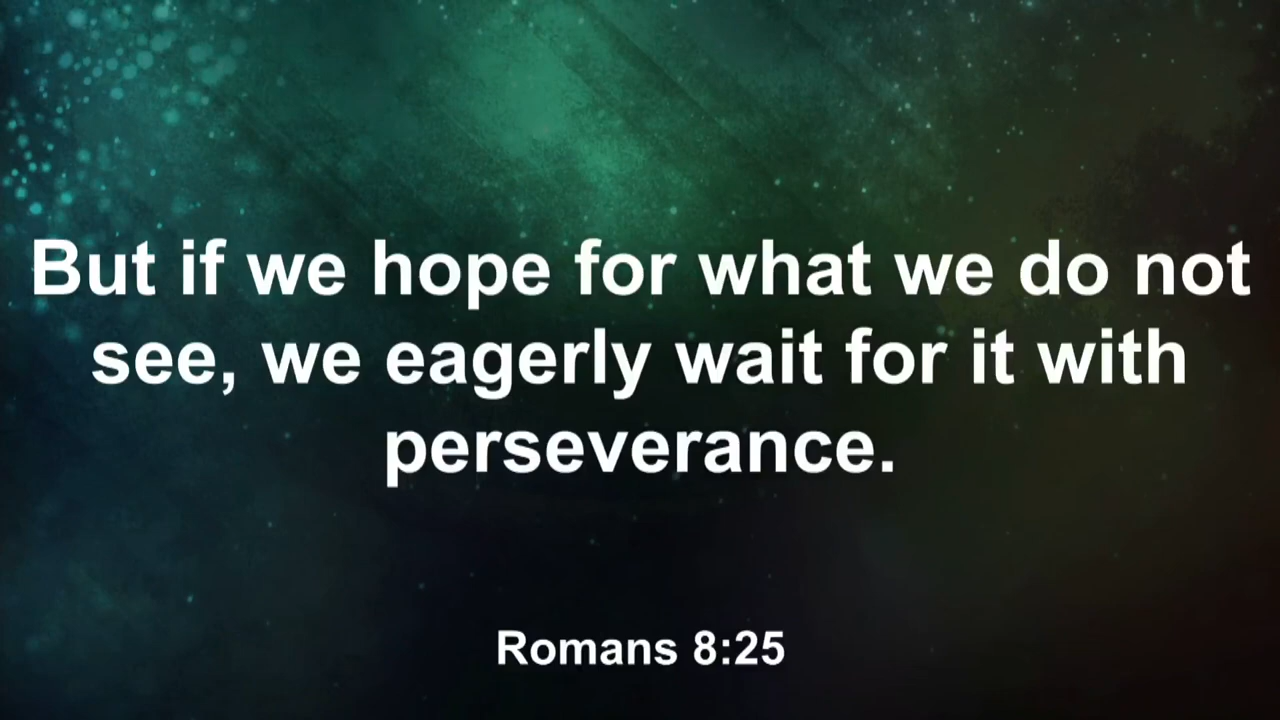 But if we hope for what we do not
see, we eagerly wait for it with
perseverance.
Romans 8:25